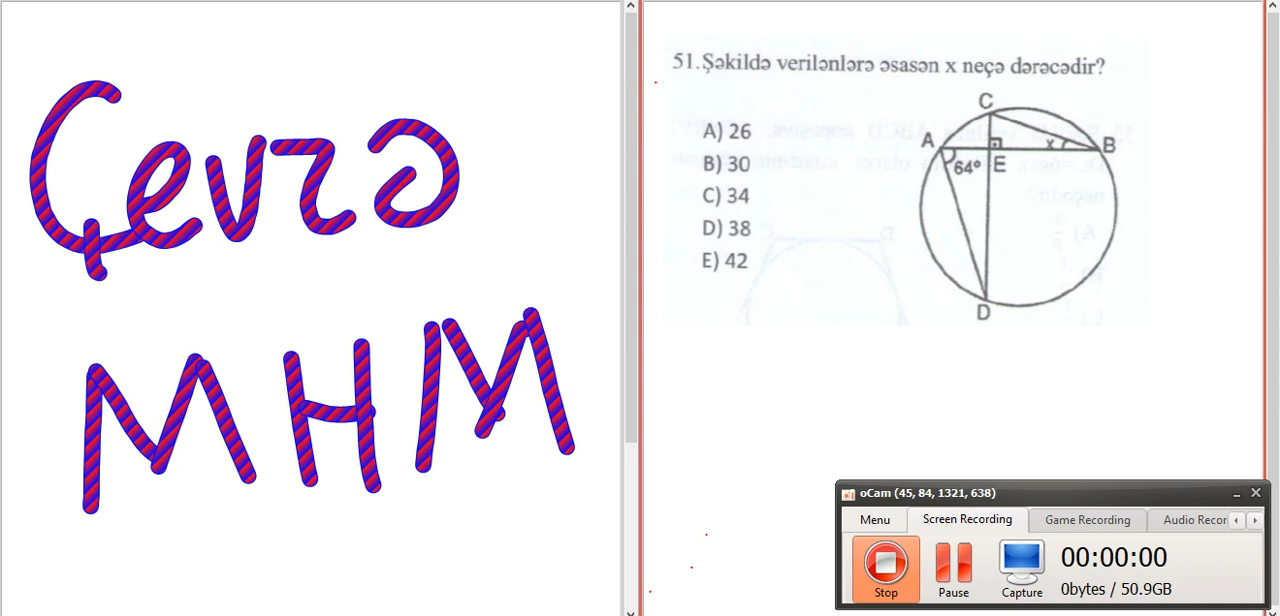 Çevrə
MHM
51.Şəkildə verilənlərə əsasən x neçə dərəcədir?
A) 26
B) 30
C) 34
D) 38
E) 42
C
A
B
x
64°
E
D
oCam (45, 84, 1321, 638)
Menu
Screen Recording
Game Recording
Audio Recor
Stop
Pause
Capture
00:00:00
0bytes / 50.9GB